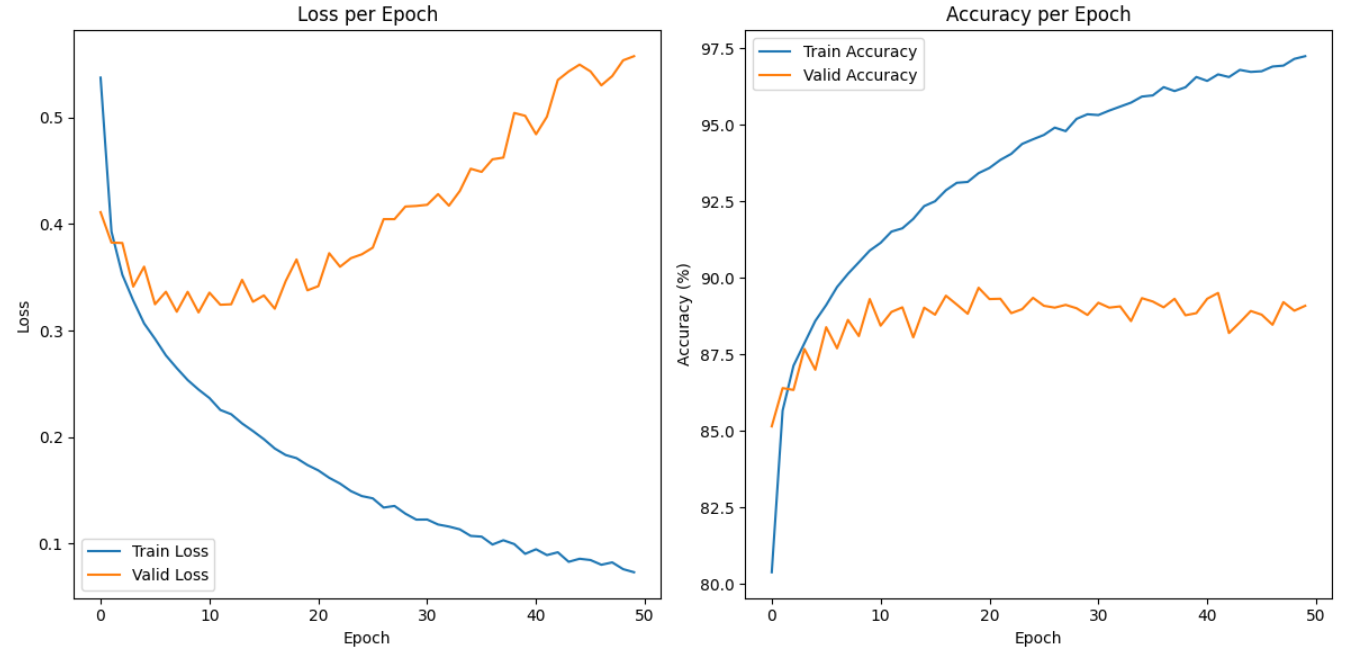 Loss per Epoch
0.5
0.4
0.3
0.2
0.1
Loss
Train Loss
Valid Loss
0 10 20 30 40 50
Epoch
Accuracy per Epoch
Train Accuracy
Valid Accuracy
97.5
95.0
92.5
90.0
87.5
85.0
82.5
80.0
Accuracy (%)
0 10 20 30 40 50
Epoch